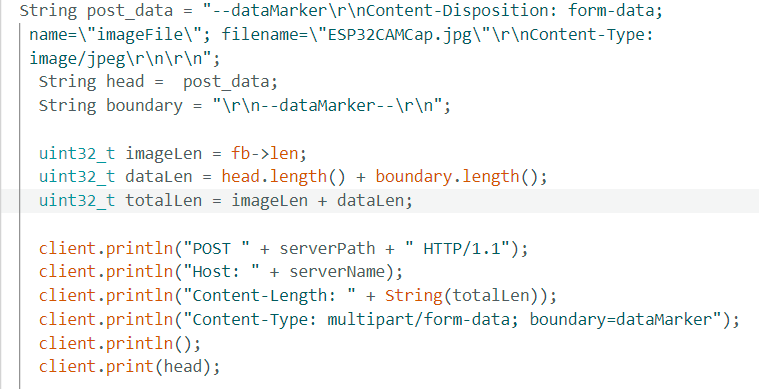 String post_data = "--dataMarker\r\nContent-Disposition: form-data;
name=\"imageFile\"; filename=\"ESP32CAMCap.jpg\"\r\nContent-Type:
image/jpeg\r\n\r\n";
String head =  post_data;
String boundary = "\r\n--dataMarker--\r\n";
uint32_t imageLen = fb->len;
uint32_t dataLen = head.length() + boundary.length();
uint32_t totalLen = imageLen + dataLen;
client.println("POST " + serverPath + " HTTP/1.1");
client.println("Host: " + serverName);
client.println("Content-Length: " + String(totalLen));
client.println("Content-Type: multipart/form-data; boundary=dataMarker");
client.println();
client.print(head);